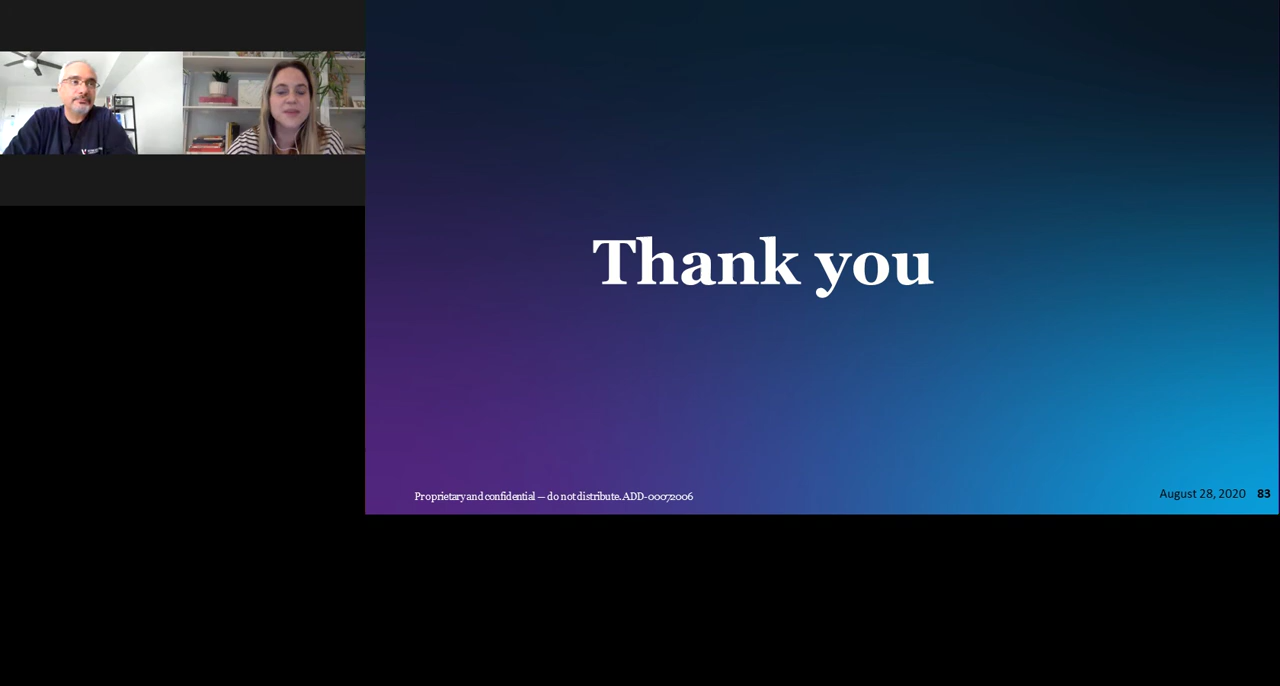 Thank you
Proprietary and confidential — do not distribute. ADD-00072006
August 28, 2020 83